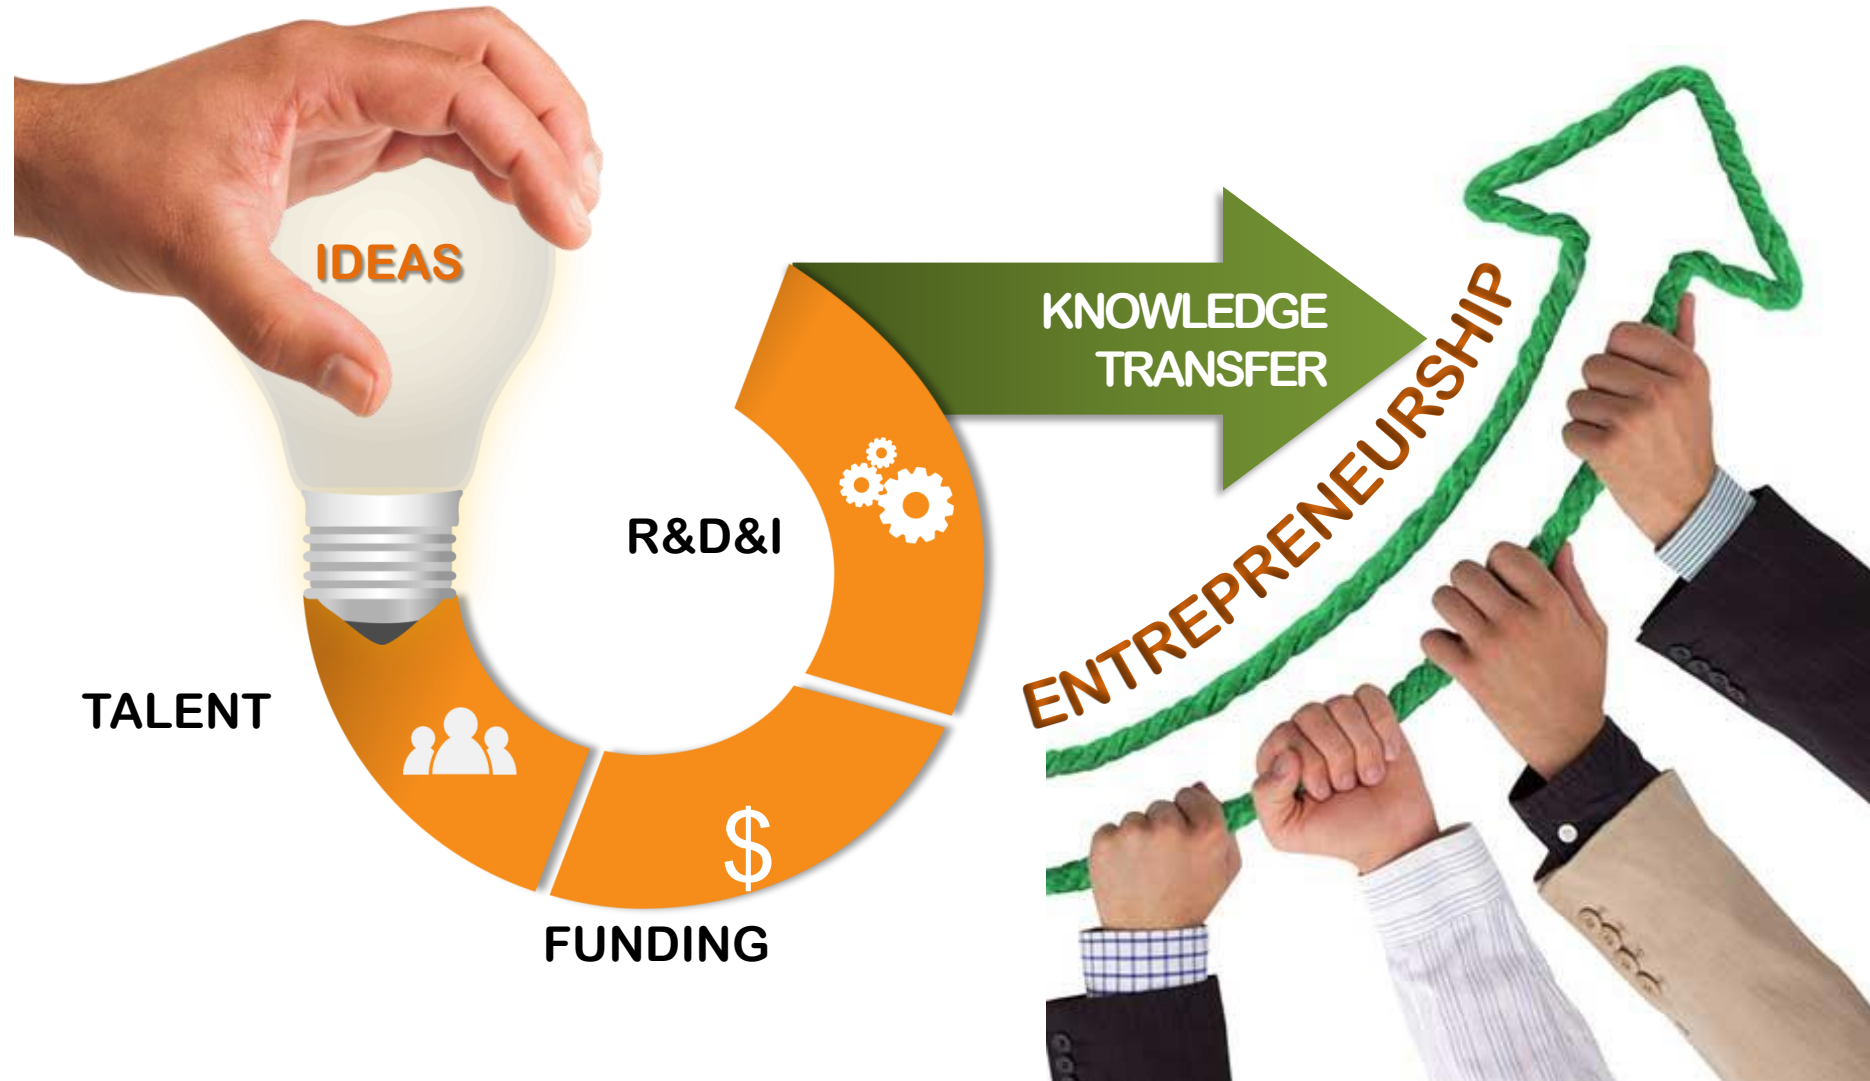 IDEAS
KNOWLEDGE
TRANSFER
ENTREPRENEURSHIP
R&D&I
TALENT
$
FUNDING